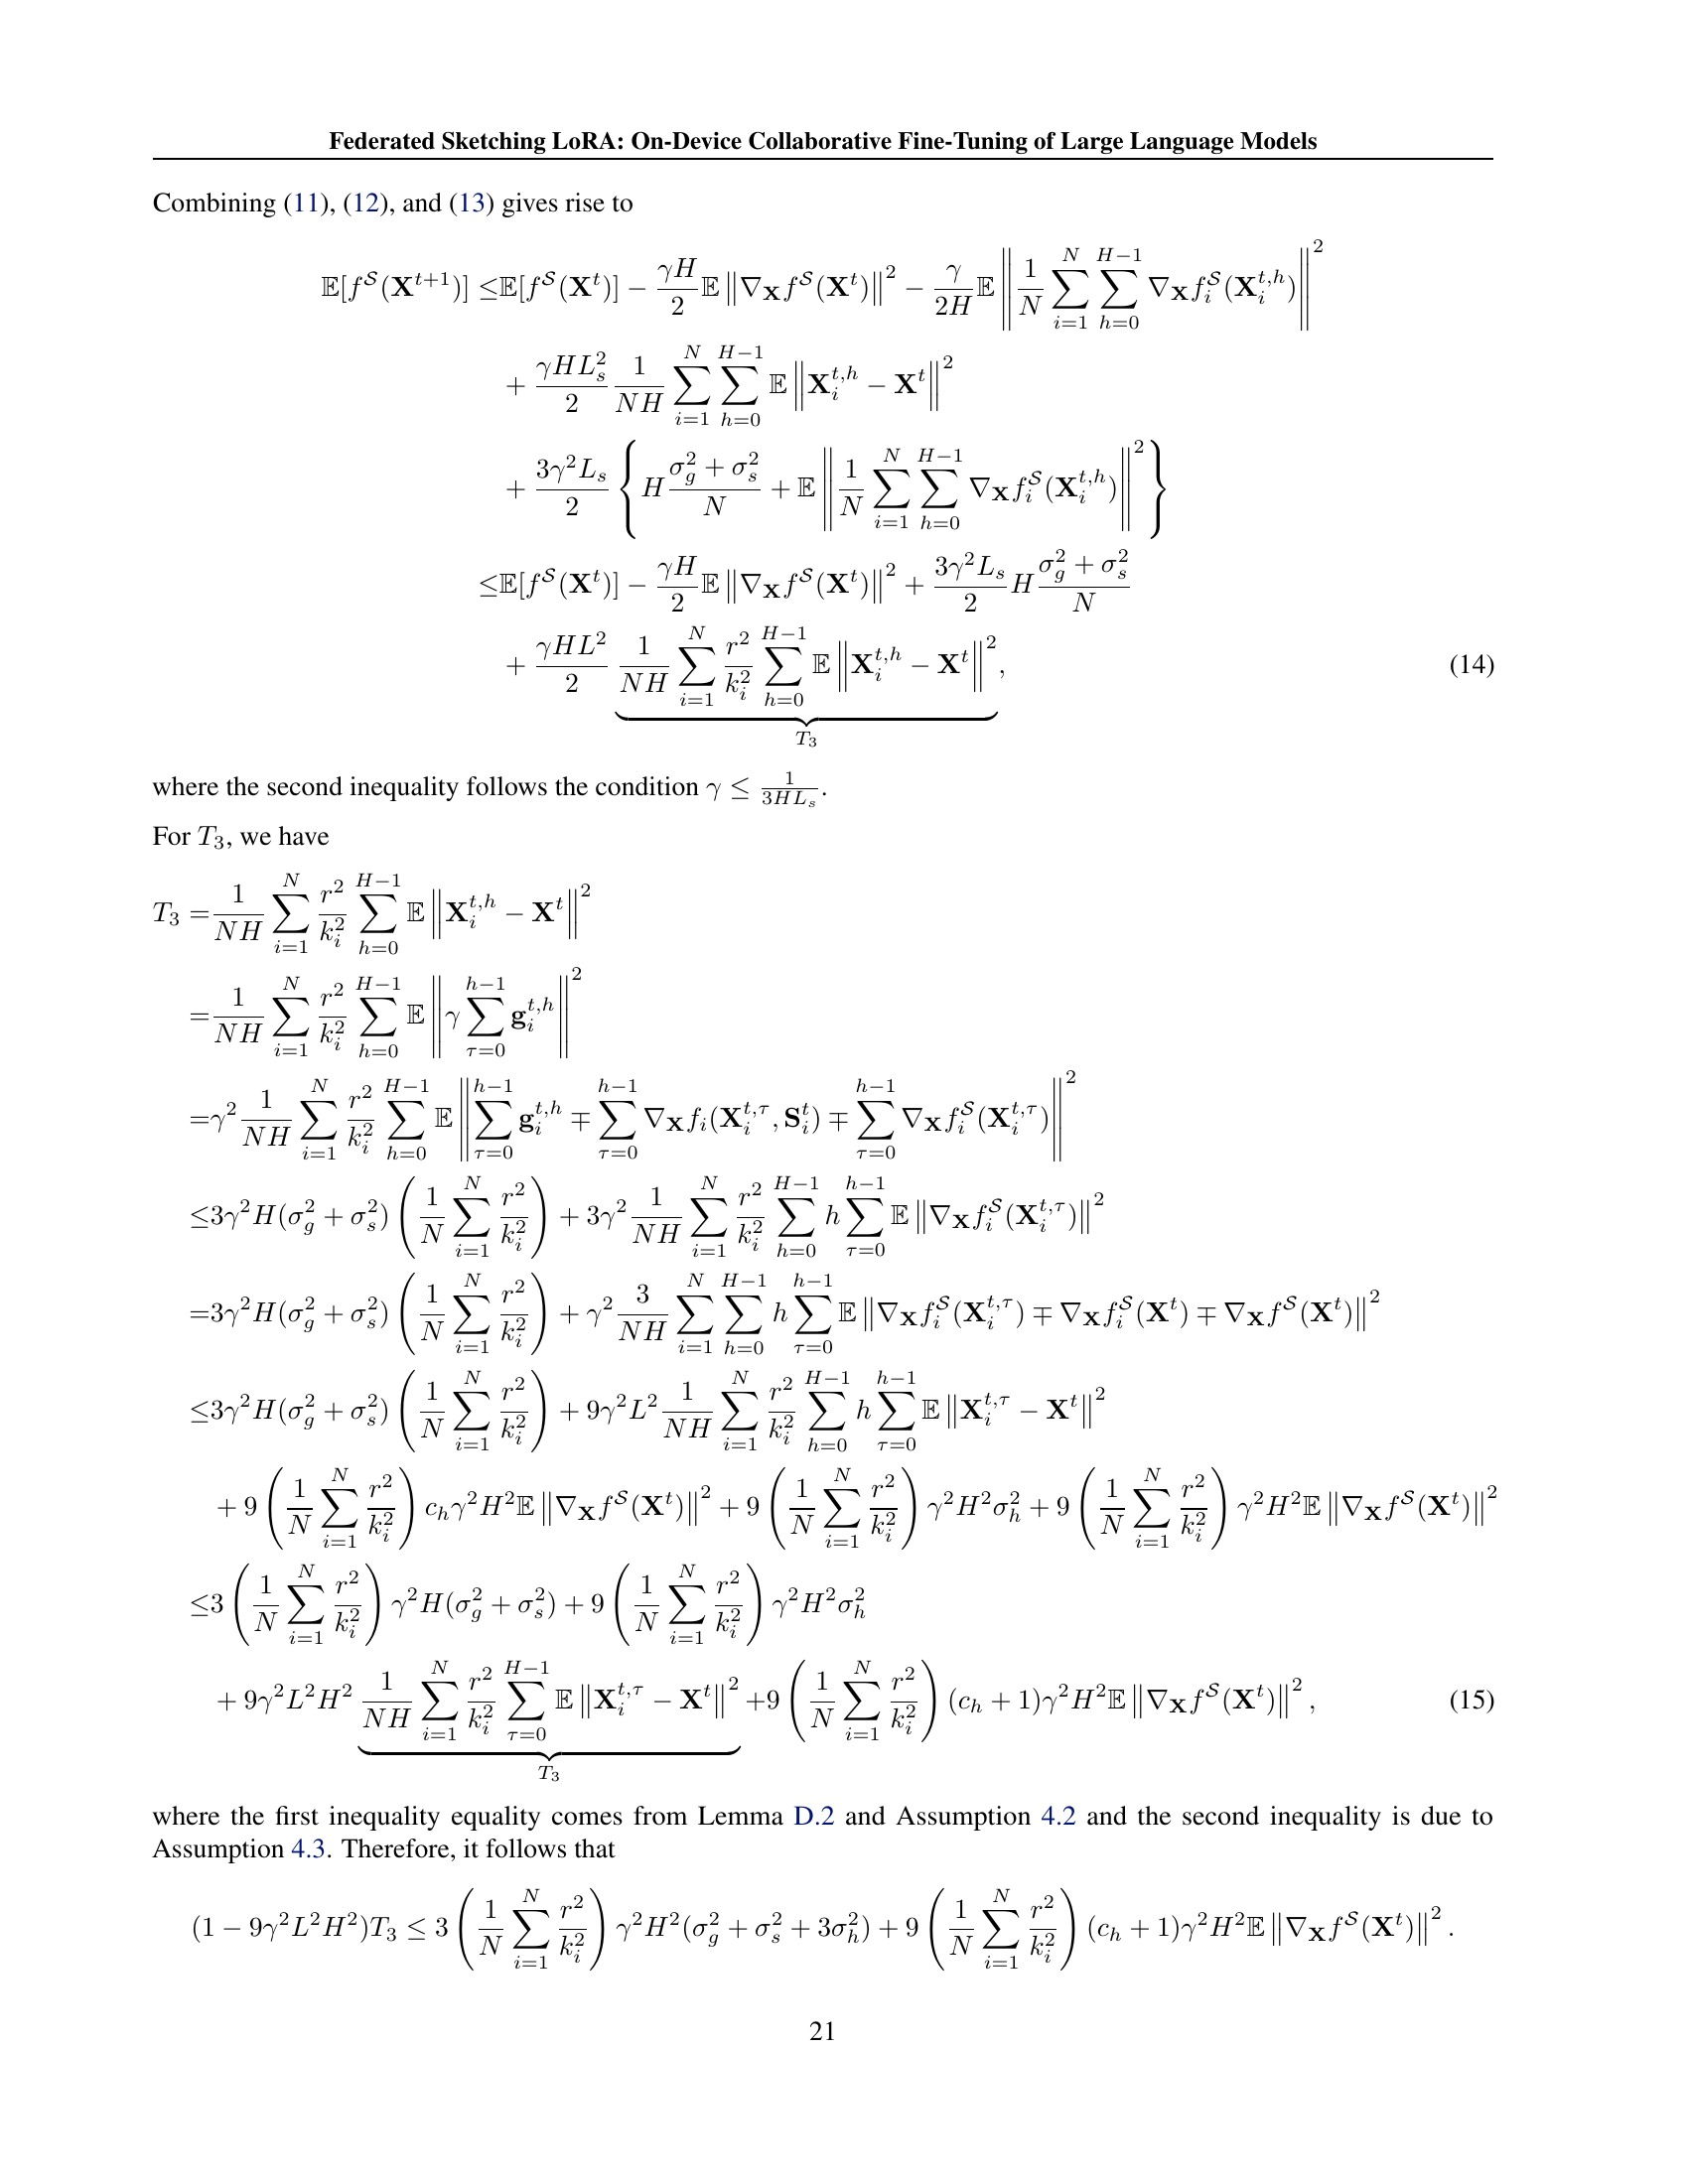 Federated Sketching LoRA: On-Device Collaborative Fine-Tuning of Large Language Models
Combining (11), (12), and (13) gives rise to
$\mathbb{E}[f^{\mathcal{S}}(\mathbf{X}^{t+1})] \leq \mathbb{E}[f^{\mathcal{S}}(\mathbf{X}^{t})] - \frac{\gamma H}{2}\mathbb{E}\left\|\nabla_{\mathbf{X}} f^{\mathcal{S}}(\mathbf{X}^{t})\right\|^2 - \frac{\gamma}{2H}\mathbb{E}\left\|\frac{1}{N}\sum_{i=1}^{N}\sum_{h=0}^{H-1}\nabla_{\mathbf{X}} f_i^{\mathcal{S}}(\mathbf{X}_i^{t,h})\right\|^2$
$+ \frac{\gamma H L_s^2}{2}\frac{1}{NH}\sum_{i=1}^{N}\sum_{h=0}^{H-1}\mathbb{E}\left\|\mathbf{X}_i^{t,h} - \mathbf{X}^t\right\|^2$
$+ \frac{3\gamma^2 L_s}{2}\left\{H\frac{\sigma_g^2+\sigma_s^2}{N} + \mathbb{E}\left\|\frac{1}{N}\sum_{i=1}^{N}\sum_{h=0}^{H-1}\nabla_{\mathbf{X}} f_i^{\mathcal{S}}(\mathbf{X}_i^{t,h})\right\|^2\right\}$
$\leq \mathbb{E}[f^{\mathcal{S}}(\mathbf{X}^{t})] - \frac{\gamma H}{2}\mathbb{E}\left\|\nabla_{\mathbf{X}} f^{\mathcal{S}}(\mathbf{X}^{t})\right\|^2 + \frac{3\gamma^2 L_s}{2}H\frac{\sigma_g^2+\sigma_s^2}{N}$
$+ \frac{\gamma H L^2}{2}\underbrace{\frac{1}{NH}\sum_{i=1}^{N}\frac{r^2}{k_i^2}\sum_{h=0}^{H-1}\mathbb{E}\left\|\mathbf{X}_i^{t,h} - \mathbf{X}^t\right\|^2}_{T_3},$ (14)
where the second inequality follows the condition $\gamma \leq \frac{1}{3HL_s}$.
For $T_3$, we have
$T_3 = \frac{1}{NH}\sum_{i=1}^{N}\frac{r^2}{k_i^2}\sum_{h=0}^{H-1}\mathbb{E}\left\|\mathbf{X}_i^{t,h} - \mathbf{X}^t\right\|^2$
$= \frac{1}{NH}\sum_{i=1}^{N}\frac{r^2}{k_i^2}\sum_{h=0}^{H-1}\mathbb{E}\left\|\gamma\sum_{\tau=0}^{h-1}\mathbf{g}_i^{t,h}\right\|^2$
$= \gamma^2\frac{1}{NH}\sum_{i=1}^{N}\frac{r^2}{k_i^2}\sum_{h=0}^{H-1}\mathbb{E}\left\|\sum_{\tau=0}^{h-1}\mathbf{g}_i^{t,h} \mp \sum_{\tau=0}^{h-1}\nabla_{\mathbf{X}} f_i(\mathbf{X}_i^{t,\tau}, \mathbf{S}_i^t) \mp \sum_{\tau=0}^{h-1}\nabla_{\mathbf{X}} f_i^{\mathcal{S}}(\mathbf{X}_i^{t,\tau})\right\|^2$
$\leq 3\gamma^2 H(\sigma_g^2+\sigma_s^2)\left(\frac{1}{N}\sum_{i=1}^{N}\frac{r^2}{k_i^2}\right) + 3\gamma^2\frac{1}{NH}\sum_{i=1}^{N}\frac{r^2}{k_i^2}\sum_{h=0}^{H-1}h\sum_{\tau=0}^{h-1}\mathbb{E}\left\|\nabla_{\mathbf{X}} f_i^{\mathcal{S}}(\mathbf{X}_i^{t,\tau})\right\|^2$
$= 3\gamma^2 H(\sigma_g^2+\sigma_s^2)\left(\frac{1}{N}\sum_{i=1}^{N}\frac{r^2}{k_i^2}\right) + \gamma^2\frac{3}{NH}\sum_{i=1}^{N}\sum_{h=0}^{H-1}h\sum_{\tau=0}^{h-1}\mathbb{E}\left\|\nabla_{\mathbf{X}} f_i^{\mathcal{S}}(\mathbf{X}_i^{t,\tau}) \mp \nabla_{\mathbf{X}} f_i^{\mathcal{S}}(\mathbf{X}^t) \mp \nabla_{\mathbf{X}} f^{\mathcal{S}}(\mathbf{X}^t)\right\|^2$
$\leq 3\gamma^2 H(\sigma_g^2+\sigma_s^2)\left(\frac{1}{N}\sum_{i=1}^{N}\frac{r^2}{k_i^2}\right) + 9\gamma^2 L^2\frac{1}{NH}\sum_{i=1}^{N}\frac{r^2}{k_i^2}\sum_{h=0}^{H-1}h\sum_{\tau=0}^{h-1}\mathbb{E}\left\|\mathbf{X}_i^{t,\tau} - \mathbf{X}^t\right\|^2$
$+ 9\left(\frac{1}{N}\sum_{i=1}^{N}\frac{r^2}{k_i^2}\right)c_h\gamma^2 H^2\mathbb{E}\left\|\nabla_{\mathbf{X}} f^{\mathcal{S}}(\mathbf{X}^t)\right\|^2 + 9\left(\frac{1}{N}\sum_{i=1}^{N}\frac{r^2}{k_i^2}\right)\gamma^2 H^2\sigma_h^2 + 9\left(\frac{1}{N}\sum_{i=1}^{N}\frac{r^2}{k_i^2}\right)\gamma^2 H^2\mathbb{E}\left\|\nabla_{\mathbf{X}} f^{\mathcal{S}}(\mathbf{X}^t)\right\|^2$
$\leq 3\left(\frac{1}{N}\sum_{i=1}^{N}\frac{r^2}{k_i^2}\right)\gamma^2 H(\sigma_g^2+\sigma_s^2) + 9\left(\frac{1}{N}\sum_{i=1}^{N}\frac{r^2}{k_i^2}\right)\gamma^2 H^2\sigma_h^2$
$+ 9\gamma^2 L^2 H^2\underbrace{\frac{1}{NH}\sum_{i=1}^{N}\frac{r^2}{k_i^2}\sum_{\tau=0}^{H-1}\mathbb{E}\left\|\mathbf{X}_i^{t,\tau} - \mathbf{X}^t\right\|^2}_{T_3} + 9\left(\frac{1}{N}\sum_{i=1}^{N}\frac{r^2}{k_i^2}\right)(c_h+1)\gamma^2 H^2\mathbb{E}\left\|\nabla_{\mathbf{X}} f^{\mathcal{S}}(\mathbf{X}^t)\right\|^2,$ (15)
where the first inequality equality comes from Lemma D.2 and Assumption 4.2 and the second inequality is due to
Assumption 4.3. Therefore, it follows that
$(1 - 9\gamma^2 L^2 H^2)T_3 \leq 3\left(\frac{1}{N}\sum_{i=1}^{N}\frac{r^2}{k_i^2}\right)\gamma^2 H^2(\sigma_g^2+\sigma_s^2+3\sigma_h^2) + 9\left(\frac{1}{N}\sum_{i=1}^{N}\frac{r^2}{k_i^2}\right)(c_h+1)\gamma^2 H^2\mathbb{E}\left\|\nabla_{\mathbf{X}} f^{\mathcal{S}}(\mathbf{X}^t)\right\|^2.$
21